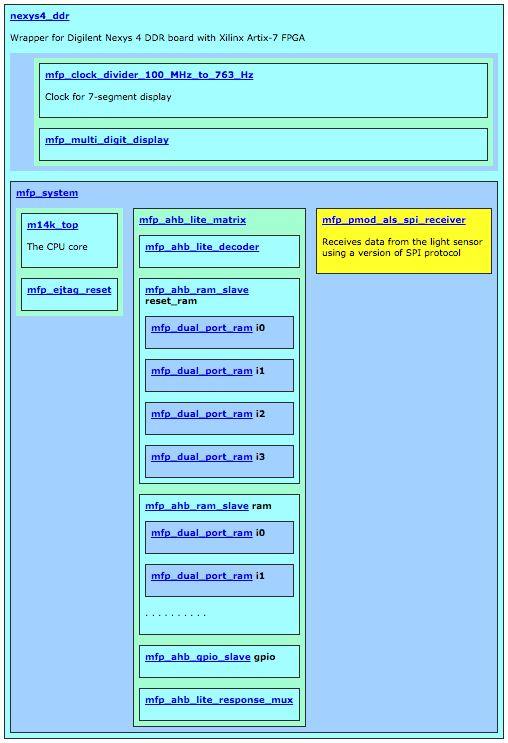 nexys4_ddr
Wrapper for Digilent Nexys 4 DDR board with Xilinx Artix-7 FPGA
mfp_clock_divider_100_MHz_to_763_Hz
Clock for 7-segment display
mfp_multi_digit_display
mfp_system
m14k_top
The CPU core
mfp_ejtag_reset
mfp_ahb_lite_matrix
mfp_ahb_lite_decoder
mfp_ahb_ram_slave
reset_ram
mfp_dual_port_ram i0
mfp_dual_port_ram i1
mfp_dual_port_ram i2
mfp_dual_port_ram i3
mfp_ahb_ram_slave ram
mfp_dual_port_ram i0
mfp_dual_port_ram i1
. . . . . . . . . .
mfp_ahb_gpio_slave gpio
mfp_ahb_lite_response_mux
mfp_pmod_als_spi_receiver
Receives data from the light sensor
using a version of SPI protocol